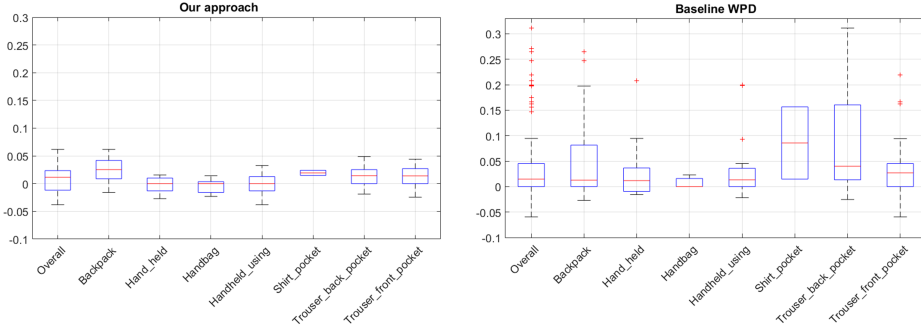 Our approach
0.3
0.25
0.2
0.15
0.1
0.05
0
-0.05
-0.1
Overall
Backpack
Hand_held
Handbag
Handheld_using
Shirt_pocket
Trouser_back_pocket
Trouser_front_pocket
Baseline WPD
0.3
0.25
0.2
0.15
0.1
0.05
0
-0.05
-0.1
Overall
Backpack
Hand_held
Handbag
Handheld_using
Shirt_pocket
Trouser_back_pocket
Trouser_front_pocket